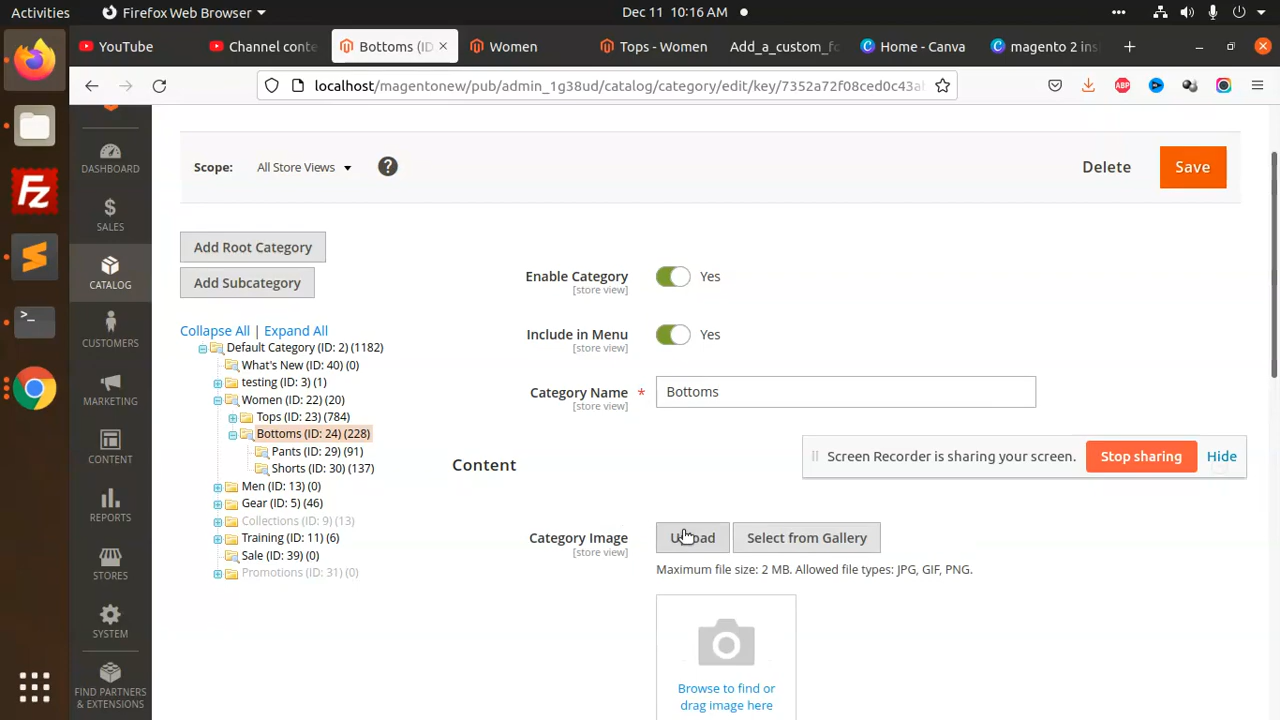 Activities
Firefox Web Browser
Dec 11 10:16 AM
YouTube
Channel conte
Bottoms (ID
Women
Tops - Women
Add_a_custom_fo
Home - Canva
magento 2 ins
localhost/magentonew/pub/admin_1g38ud/catalog/category/edit/key/7352a72f08ced0c43al
ABP
DASHBOARD
SALES
CATALOG
CUSTOMERS
MARKETING
CONTENT
REPORTS
STORES
SYSTEM
FIND PARTNERS
& EXTENSIONS
Scope:
All Store Views
?
Delete
Save
Add Root Category
Add Subcategory
Collapse All | Expand All
Default Category (ID: 2) (1182)
What's New (ID: 40) (0)
testing (ID: 3) (1)
Women (ID: 22) (20)
Tops (ID: 23) (784)
Bottoms (ID: 24) (228)
Pants (ID: 29) (91)
Shorts (ID: 30) (137)
Men (ID: 13) (0)
Gear (ID: 5) (46)
Collections (ID: 9) (13)
Training (ID: 11) (6)
Sale (ID: 39) (0)
Promotions (ID: 31) (0)
Enable Category
[store view]
Yes
Include in Menu
[store view]
Yes
Category Name *
[store view]
Bottoms
Content
Screen Recorder is sharing your screen.
Stop sharing
Hide
Category Image
[store view]
Upload
Select from Gallery
Maximum file size: 2 MB. Allowed file types: JPG, GIF, PNG.
Browse to find or
drag image here